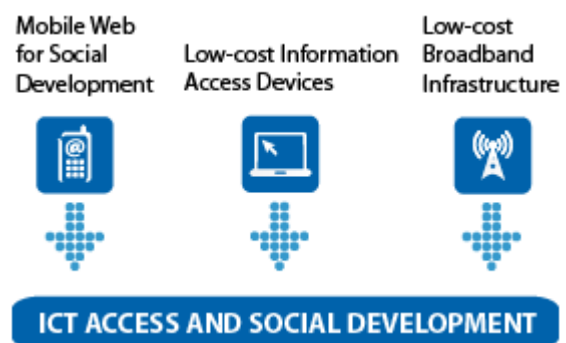 Mobile Web
for Social
Development
Low-cost Information
Access Devices
Low-cost
Broadband
Infrastructure
@
ICT ACCESS AND SOCIAL DEVELOPMENT